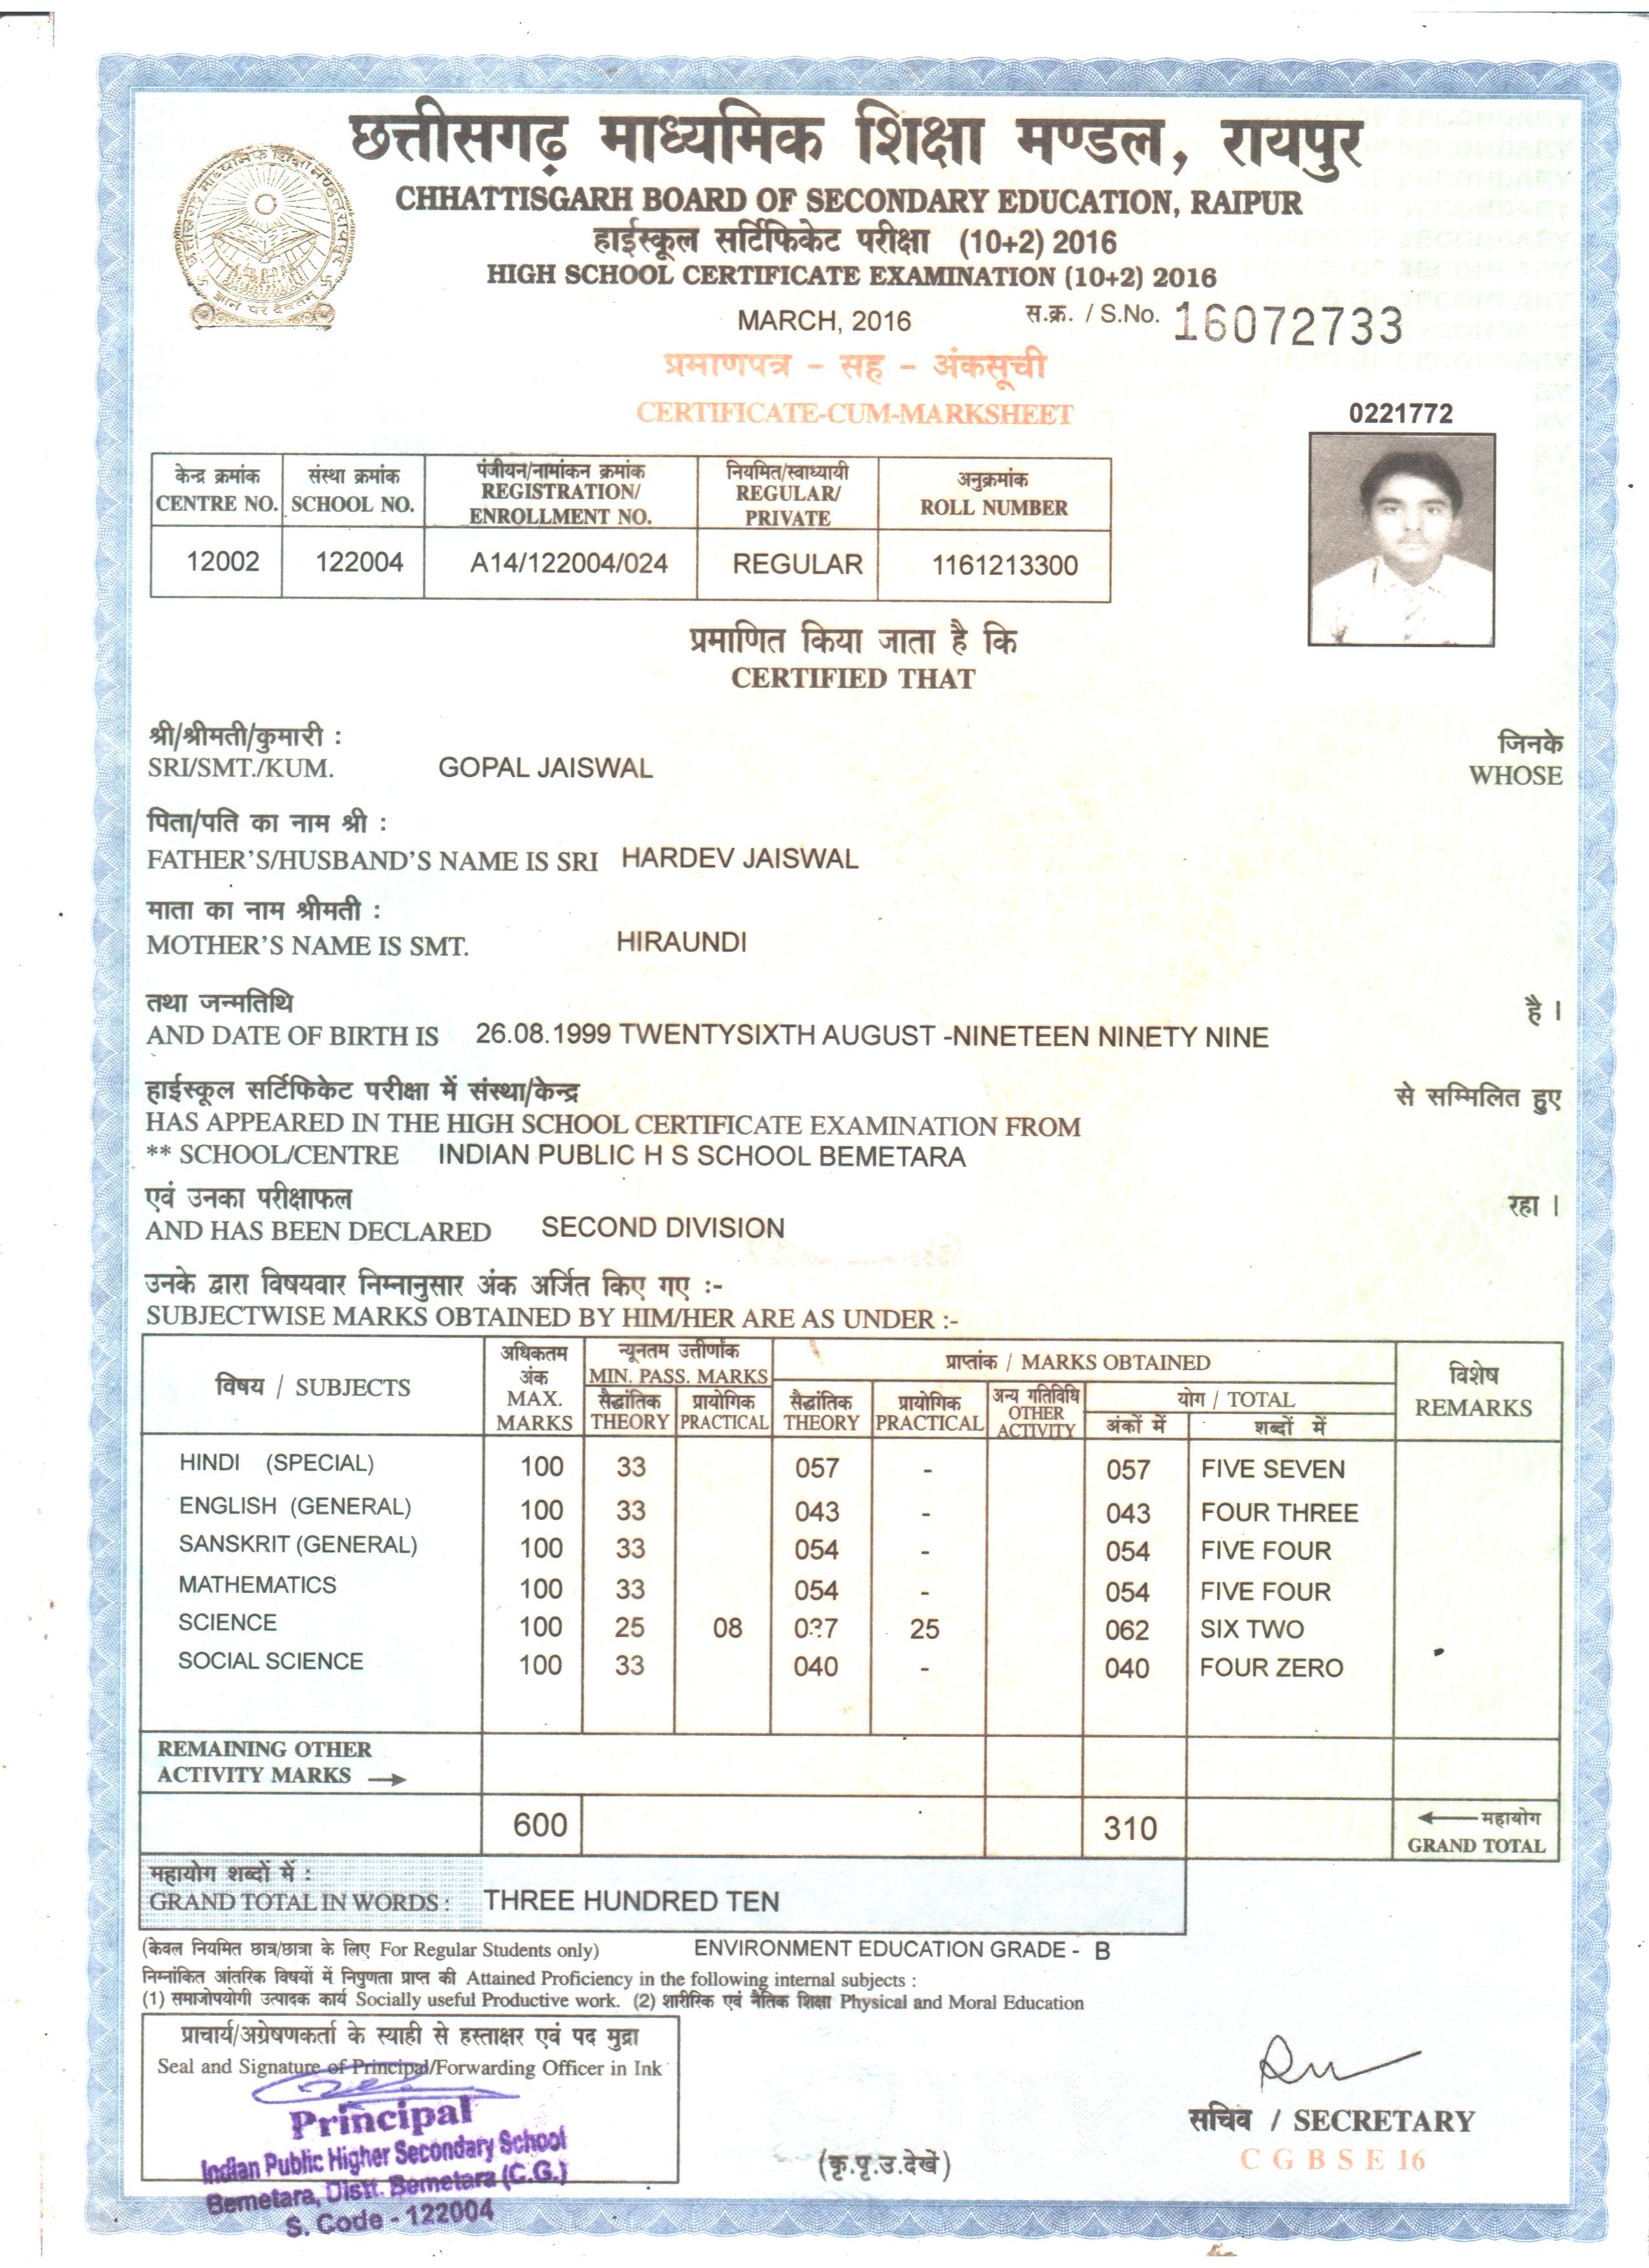 छत्तीसगढ़ माध्यमिक शिक्षा मण्डल, रायपुर
CHHATTISGARH BOARD OF SECONDARY EDUCATION, RAIPUR
हाईस्कूल सर्टिफिकेट परीक्षा (10+2) 2016
HIGH SCHOOL CERTIFICATE EXAMINATION (10+2) 2016
MARCH, 2016 स.क्र. / S.No. 16072733
प्रमाणपत्र - सह - अंकसूची
CERTIFICATE-CUM-MARKSHEET
0221772
केन्द्र क्रमांक संस्था क्रमांक पंजीयन/नामांकन क्रमांक नियमित/स्वाध्यायी अनुक्रमांक
CENTRE NO. SCHOOL NO. REGISTRATION/ REGULAR/ ROLL NUMBER
ENROLLMENT NO. PRIVATE
12002 122004 A14/122004/024 REGULAR 1161213300
प्रमाणित किया जाता है कि
CERTIFIED THAT
श्री/श्रीमती/कुमारी : जिनके
SRI/SMT./KUM. GOPAL JAISWAL WHOSE
पिता/पति का नाम श्री :
FATHER'S/HUSBAND'S NAME IS SRI HARDEV JAISWAL
माता का नाम श्रीमती :
MOTHER'S NAME IS SMT. HIRAUNDI
तथा जन्मतिथि है ।
AND DATE OF BIRTH IS 26.08.1999 TWENTYSIXTH AUGUST -NINETEEN NINETY NINE
हाईस्कूल सर्टिफिकेट परीक्षा में संस्था/केन्द्र से सम्मिलित हुए
HAS APPEARED IN THE HIGH SCHOOL CERTIFICATE EXAMINATION FROM
** SCHOOL/CENTRE INDIAN PUBLIC H S SCHOOL BEMETARA
एवं उनका परीक्षाफल रहा ।
AND HAS BEEN DECLARED SECOND DIVISION
उनके द्वारा विषयवार निम्नानुसार अंक अर्जित किए गए :-
SUBJECTWISE MARKS OBTAINED BY HIM/HER ARE AS UNDER :-
विषय / SUBJECTS अधिकतम अंक MAX. MARKS न्यूनतम उत्तीर्णांक MIN. PASS. MARKS प्राप्तांक / MARKS OBTAINED विशेष REMARKS
सैद्धांतिक THEORY प्रायोगिक PRACTICAL सैद्धांतिक THEORY प्रायोगिक PRACTICAL अन्य गतिविधि OTHER ACTIVITY योग / TOTAL
अंकों में शब्दों में
HINDI (SPECIAL) 100 33 057 - 057 FIVE SEVEN
ENGLISH (GENERAL) 100 33 043 - 043 FOUR THREE
SANSKRIT (GENERAL) 100 33 054 - 054 FIVE FOUR
MATHEMATICS 100 33 054 - 054 FIVE FOUR
SCIENCE 100 25 08 25 062 SIX TWO
SOCIAL SCIENCE 100 33 040 - 040 FOUR ZERO
REMAINING OTHER
ACTIVITY MARKS →
600 310 ← महायोग
GRAND TOTAL
महायोग शब्दों में :
GRAND TOTAL IN WORDS : THREE HUNDRED TEN
(केवल नियमित छात्र/छात्रा के लिए For Regular Students only) ENVIRONMENT EDUCATION GRADE - B
निम्नांकित आंतरिक विषयों में निपुणता प्राप्त की Attained Proficiency in the following internal subjects :
(1) समाजोपयोगी उत्पादक कार्य Socially useful Productive work. (2) शारीरिक एवं नैतिक शिक्षा Physical and Moral Education
प्राचार्य/अग्रेषणकर्ता के स्याही से हस्ताक्षर एवं पद मुद्रा
Seal and Signature of Principal/Forwarding Officer in Ink
Principal
Indian Public Higher Secondary School
Bemetara, Distt. Bemetara (C.G.)
S. Code - 122004
सचिव / SECRETARY
C G B S E 16
(कृ.पृ.उ.देखें)